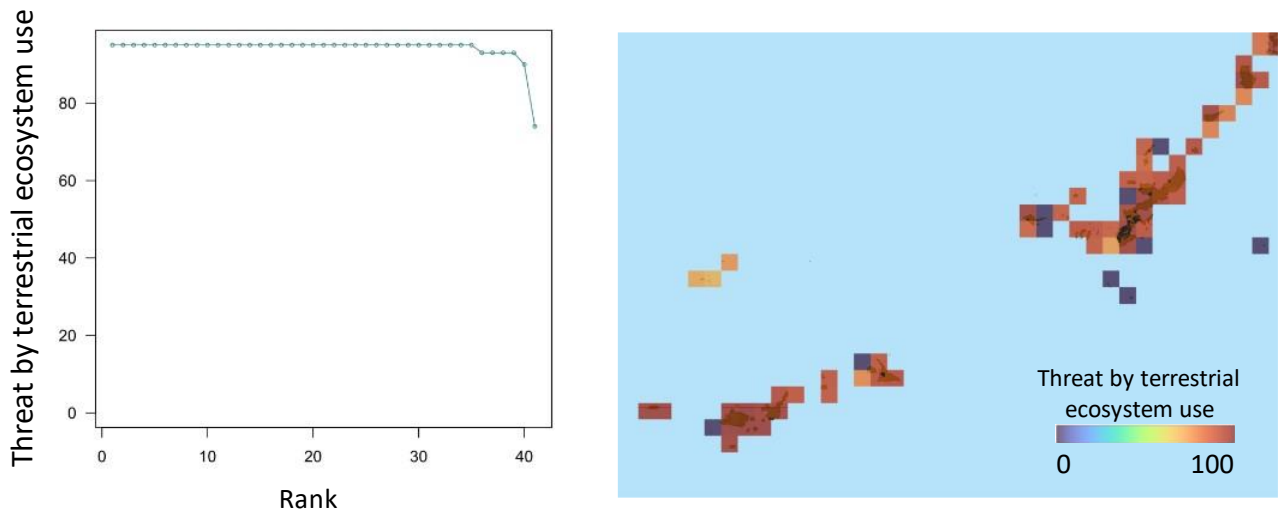 Threat by terrestrial ecosystem use
80
60
40
20
0
0 10 20 30 40
Rank
Threat by terrestrial
ecosystem use
0 100